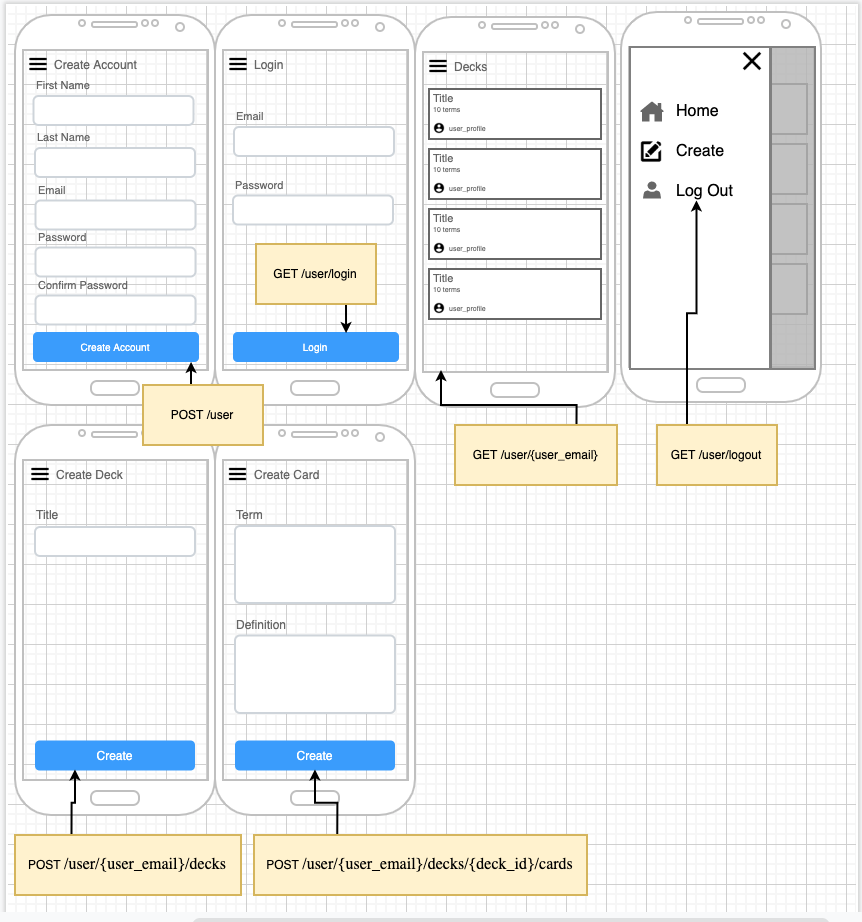 Create Account
First Name
Last Name
Email
Password
Confirm Password
Create Account
POST /user
Login
Email
Password
GET /user/login
Login
Decks
Title
10 terms
user_profile
Title
10 terms
user_profile
Title
10 terms
user_profile
Title
10 terms
user_profile
GET /user/{user_email}
Home
Create
Log Out
GET /user/logout
Create Deck
Title
Create
POST /user/{user_email}/decks
Create Card
Term
Definition
Create
POST /user/{user_email}/decks/{deck_id}/cards